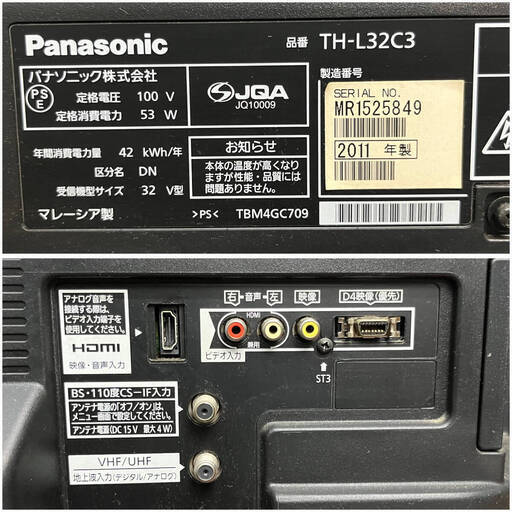 Panasonic
品番 TH-L32C3
パナソニック株式会社
PS
E
定格電圧 100 V
定格消費電力 53 W
JQA
JQ10009
製造番号
SERIAL NO.
MR1525849
2011 年製
年間消費電力量 42 kWh/年
区分名 DN
受信機型サイズ 32 V型
お知らせ
本体の温度が高くなり
ますが性能・品質には
問題ありません。
マレーシア製
>PS<
TBM4GC709
アナログ音声を
接続する際は、
ビデオ入力端子を
使用してください。
HDMI
映像・音声入力
右-音声-左
映像
D4映像(優先)
HDMI
兼用
ビデオ入力
ST3
BS・110度CS-IF入力
アンテナ電源の「オフ/オン」は、
メニュー画面で設定してください。
アンテナ電源(DC15V 最大4W)
VHF/UHF
地上波入力(デジタル/アナログ)